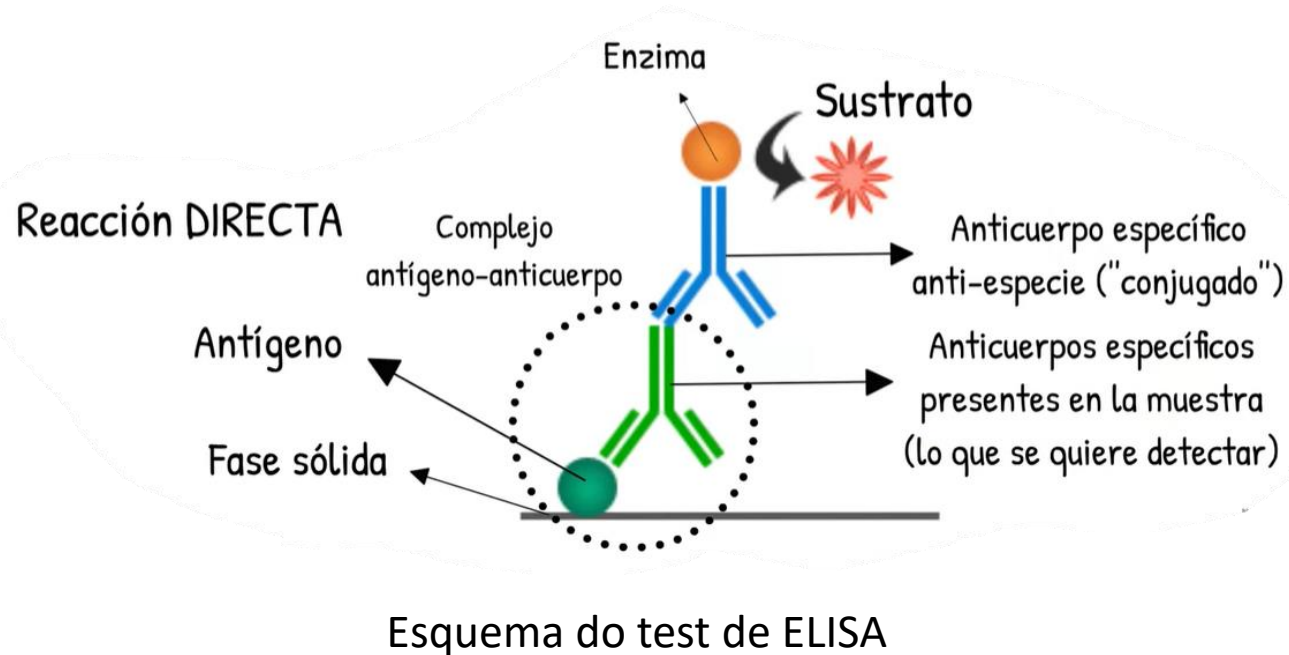 Enzima
Sustrato
Reacción DIRECTA
Complejo
antígeno-anticuerpo
Anticuerpo específico
anti-especie ("conjugado")
Antígeno
Anticuerpos específicos
presentes en la muestra
(lo que se quiere detectar)
Fase sólida
Esquema do test de ELISA